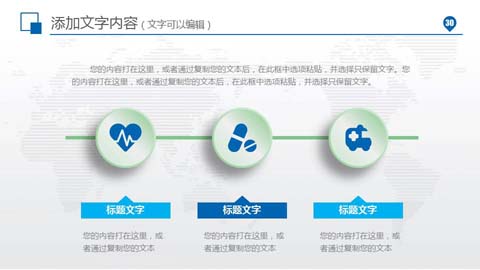 添加文字内容（文字可以编辑）
30
您的内容打在这里，或者通过复制您的文本后，在此框中选项粘贴，并选择只保留文字。您
的内容打在这里，或者通过复制您的文本后，在此框中选项粘贴，并选择只保留文字。
标题文字
标题文字
标题文字
您的内容打在这里，或
者通过复制您的文本
您的内容打在这里，或
者通过复制您的文本
您的内容打在这里，或
者通过复制您的文本